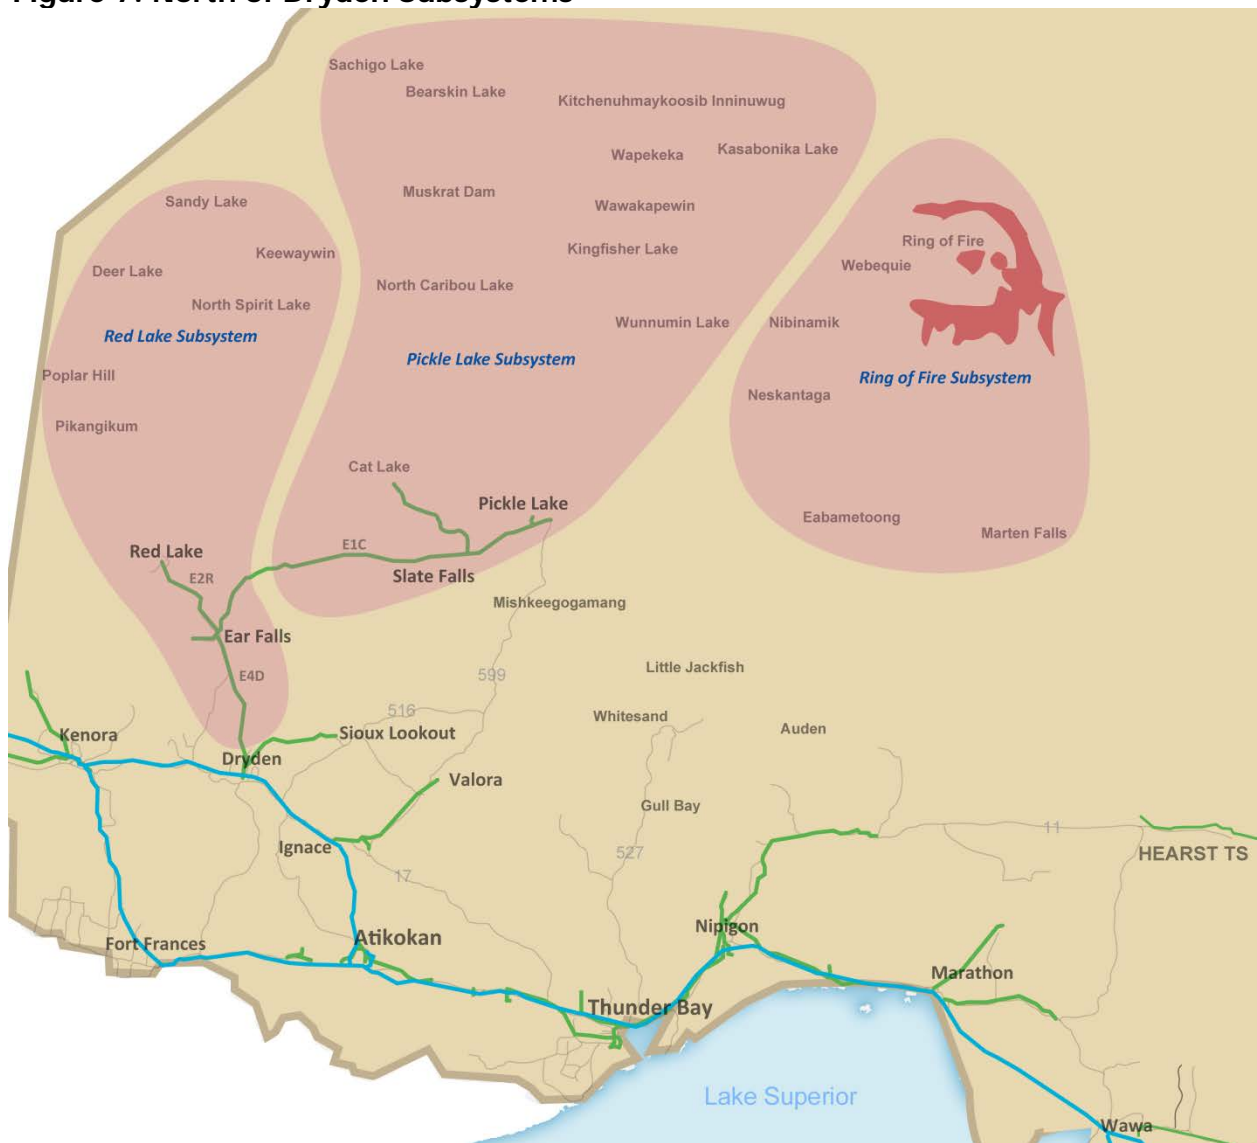 Figure 7: North of Dryden Subsystems
Sachigo Lake
Bearskin Lake
Kitchenuhmaykoosib Inninuwug
Wapekeka
Kasabonika Lake
Muskrat Dam
Sandy Lake
Wawakapewin
Ring of Fire
Kingfisher Lake
Keewaywin
Webequie
Deer Lake
North Caribou Lake
North Spirit Lake
Wunnumin Lake
Nibinamik
Red Lake Subsystem
Pickle Lake Subsystem
Poplar Hill
Ring of Fire Subsystem
Neskantaga
Pikangikum
Cat Lake
Pickle Lake
Eabametoong
Marten Falls
E1C
Red Lake
Slate Falls
E2R
Mishkeegogamang
Ear Falls
Little Jackfish
E4D
599
516
Whitesand
Auden
Kenora
Sioux Lookout
Dryden
Valora
Gull Bay
11
Ignace
527
HEARST TS
17
Nipigon
Fort Frances
Atikokan
Marathon
Thunder Bay
Lake Superior
Wawa